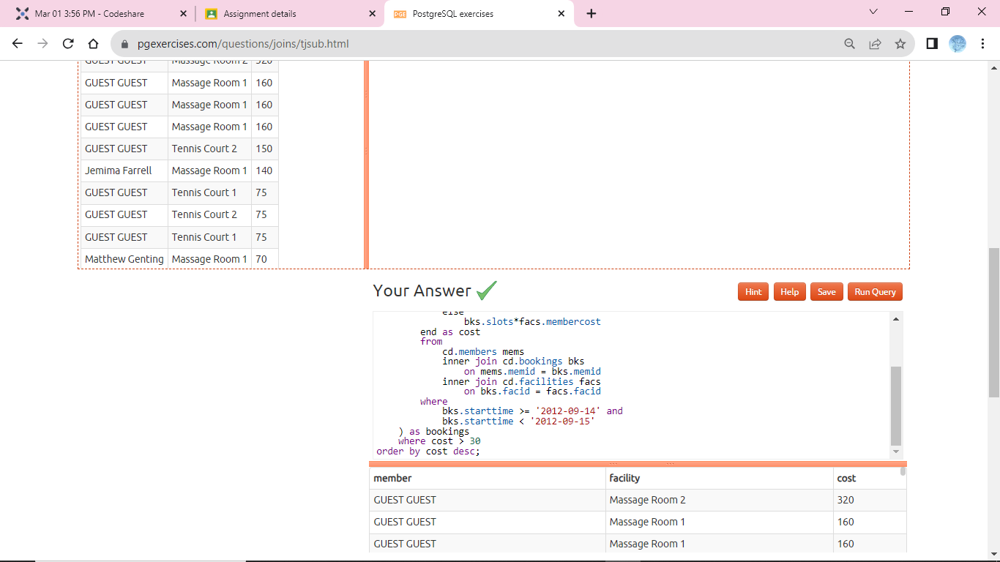 Mar 01 3:56 PM - Codeshare
Assignment details
PGE PostgreSQL exercises
pgexercises.com/questions/joins/tjsub.html
GUEST GUEST Massage Room 2 320
GUEST GUEST Massage Room 1 160
GUEST GUEST Massage Room 1 160
GUEST GUEST Massage Room 1 160
GUEST GUEST Tennis Court 2 150
Jemima Farrell Massage Room 1 140
GUEST GUEST Tennis Court 1 75
GUEST GUEST Tennis Court 2 75
GUEST GUEST Tennis Court 1 75
Matthew Genting Massage Room 1 70
Your Answer
Hint Help Save Run Query
else
bks.slots*facs.membercost
end as cost
from
cd.members mems
inner join cd.bookings bks
on mems.memid = bks.memid
inner join cd.facilities facs
on bks.facid = facs.facid
where
bks.starttime >= '2012-09-14' and
bks.starttime < '2012-09-15'
) as bookings
where cost > 30
order by cost desc;
member facility cost
GUEST GUEST Massage Room 2 320
GUEST GUEST Massage Room 1 160
GUEST GUEST Massage Room 1 160